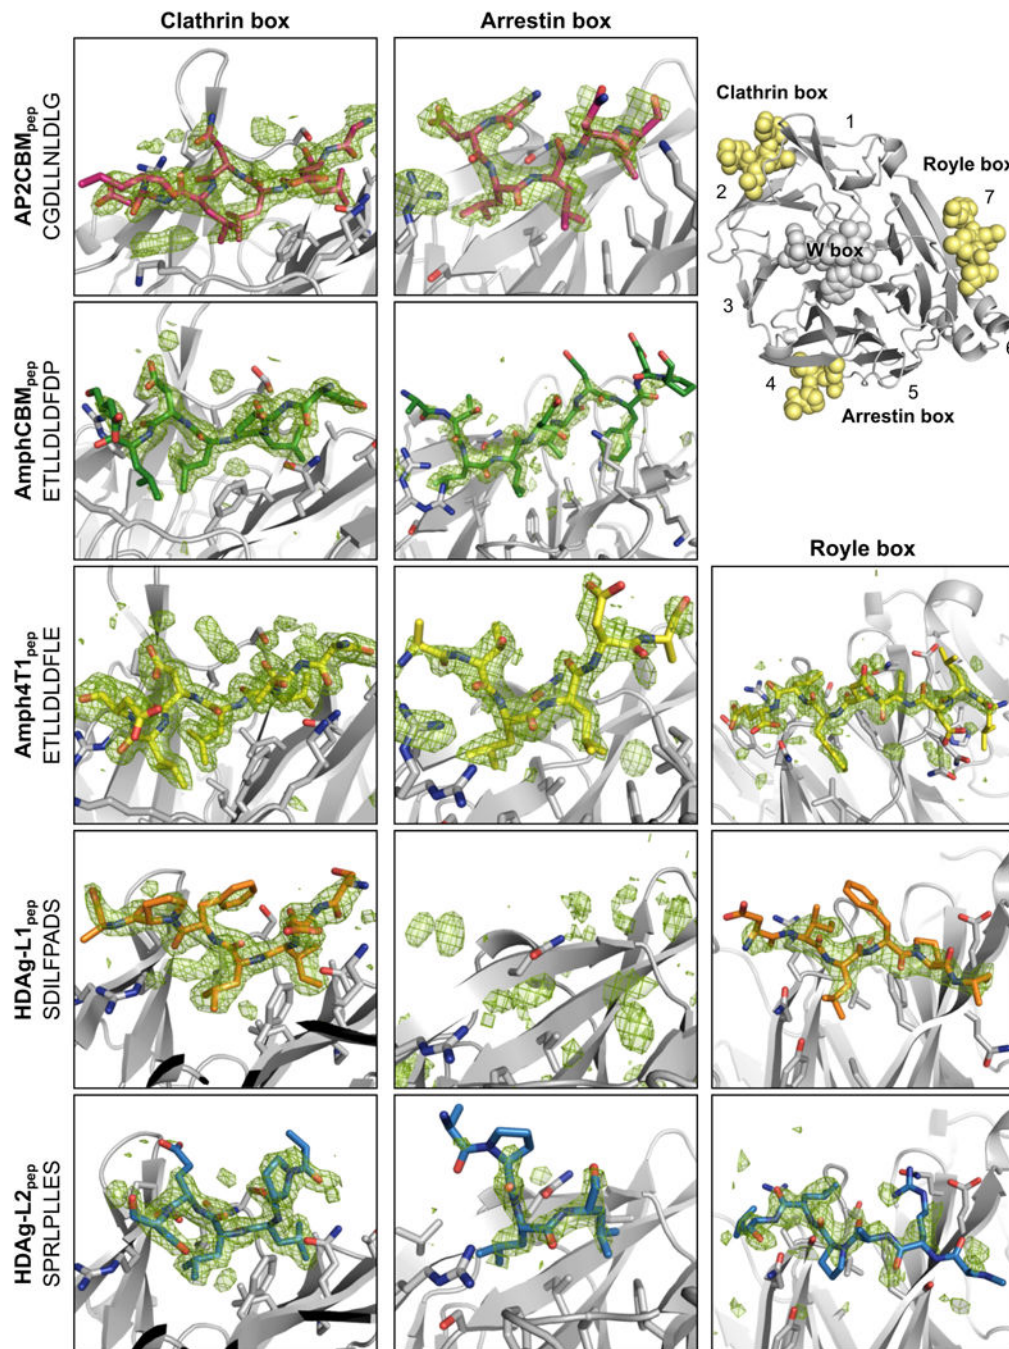 Clathrin box
Arrestin box
AP2CBMpep
CGDLLNLDLG
Clathrin box
1
Royle box
2
7
W box
3
6
4
5
Arrestin box
AmphCBMpep
ETLLDLDFDP
Royle box
Amph4T1pep
ETLLDLDFLE
HDAg-L1pep
SDILFPADS
HDAg-L2pep
SPRLPLLES